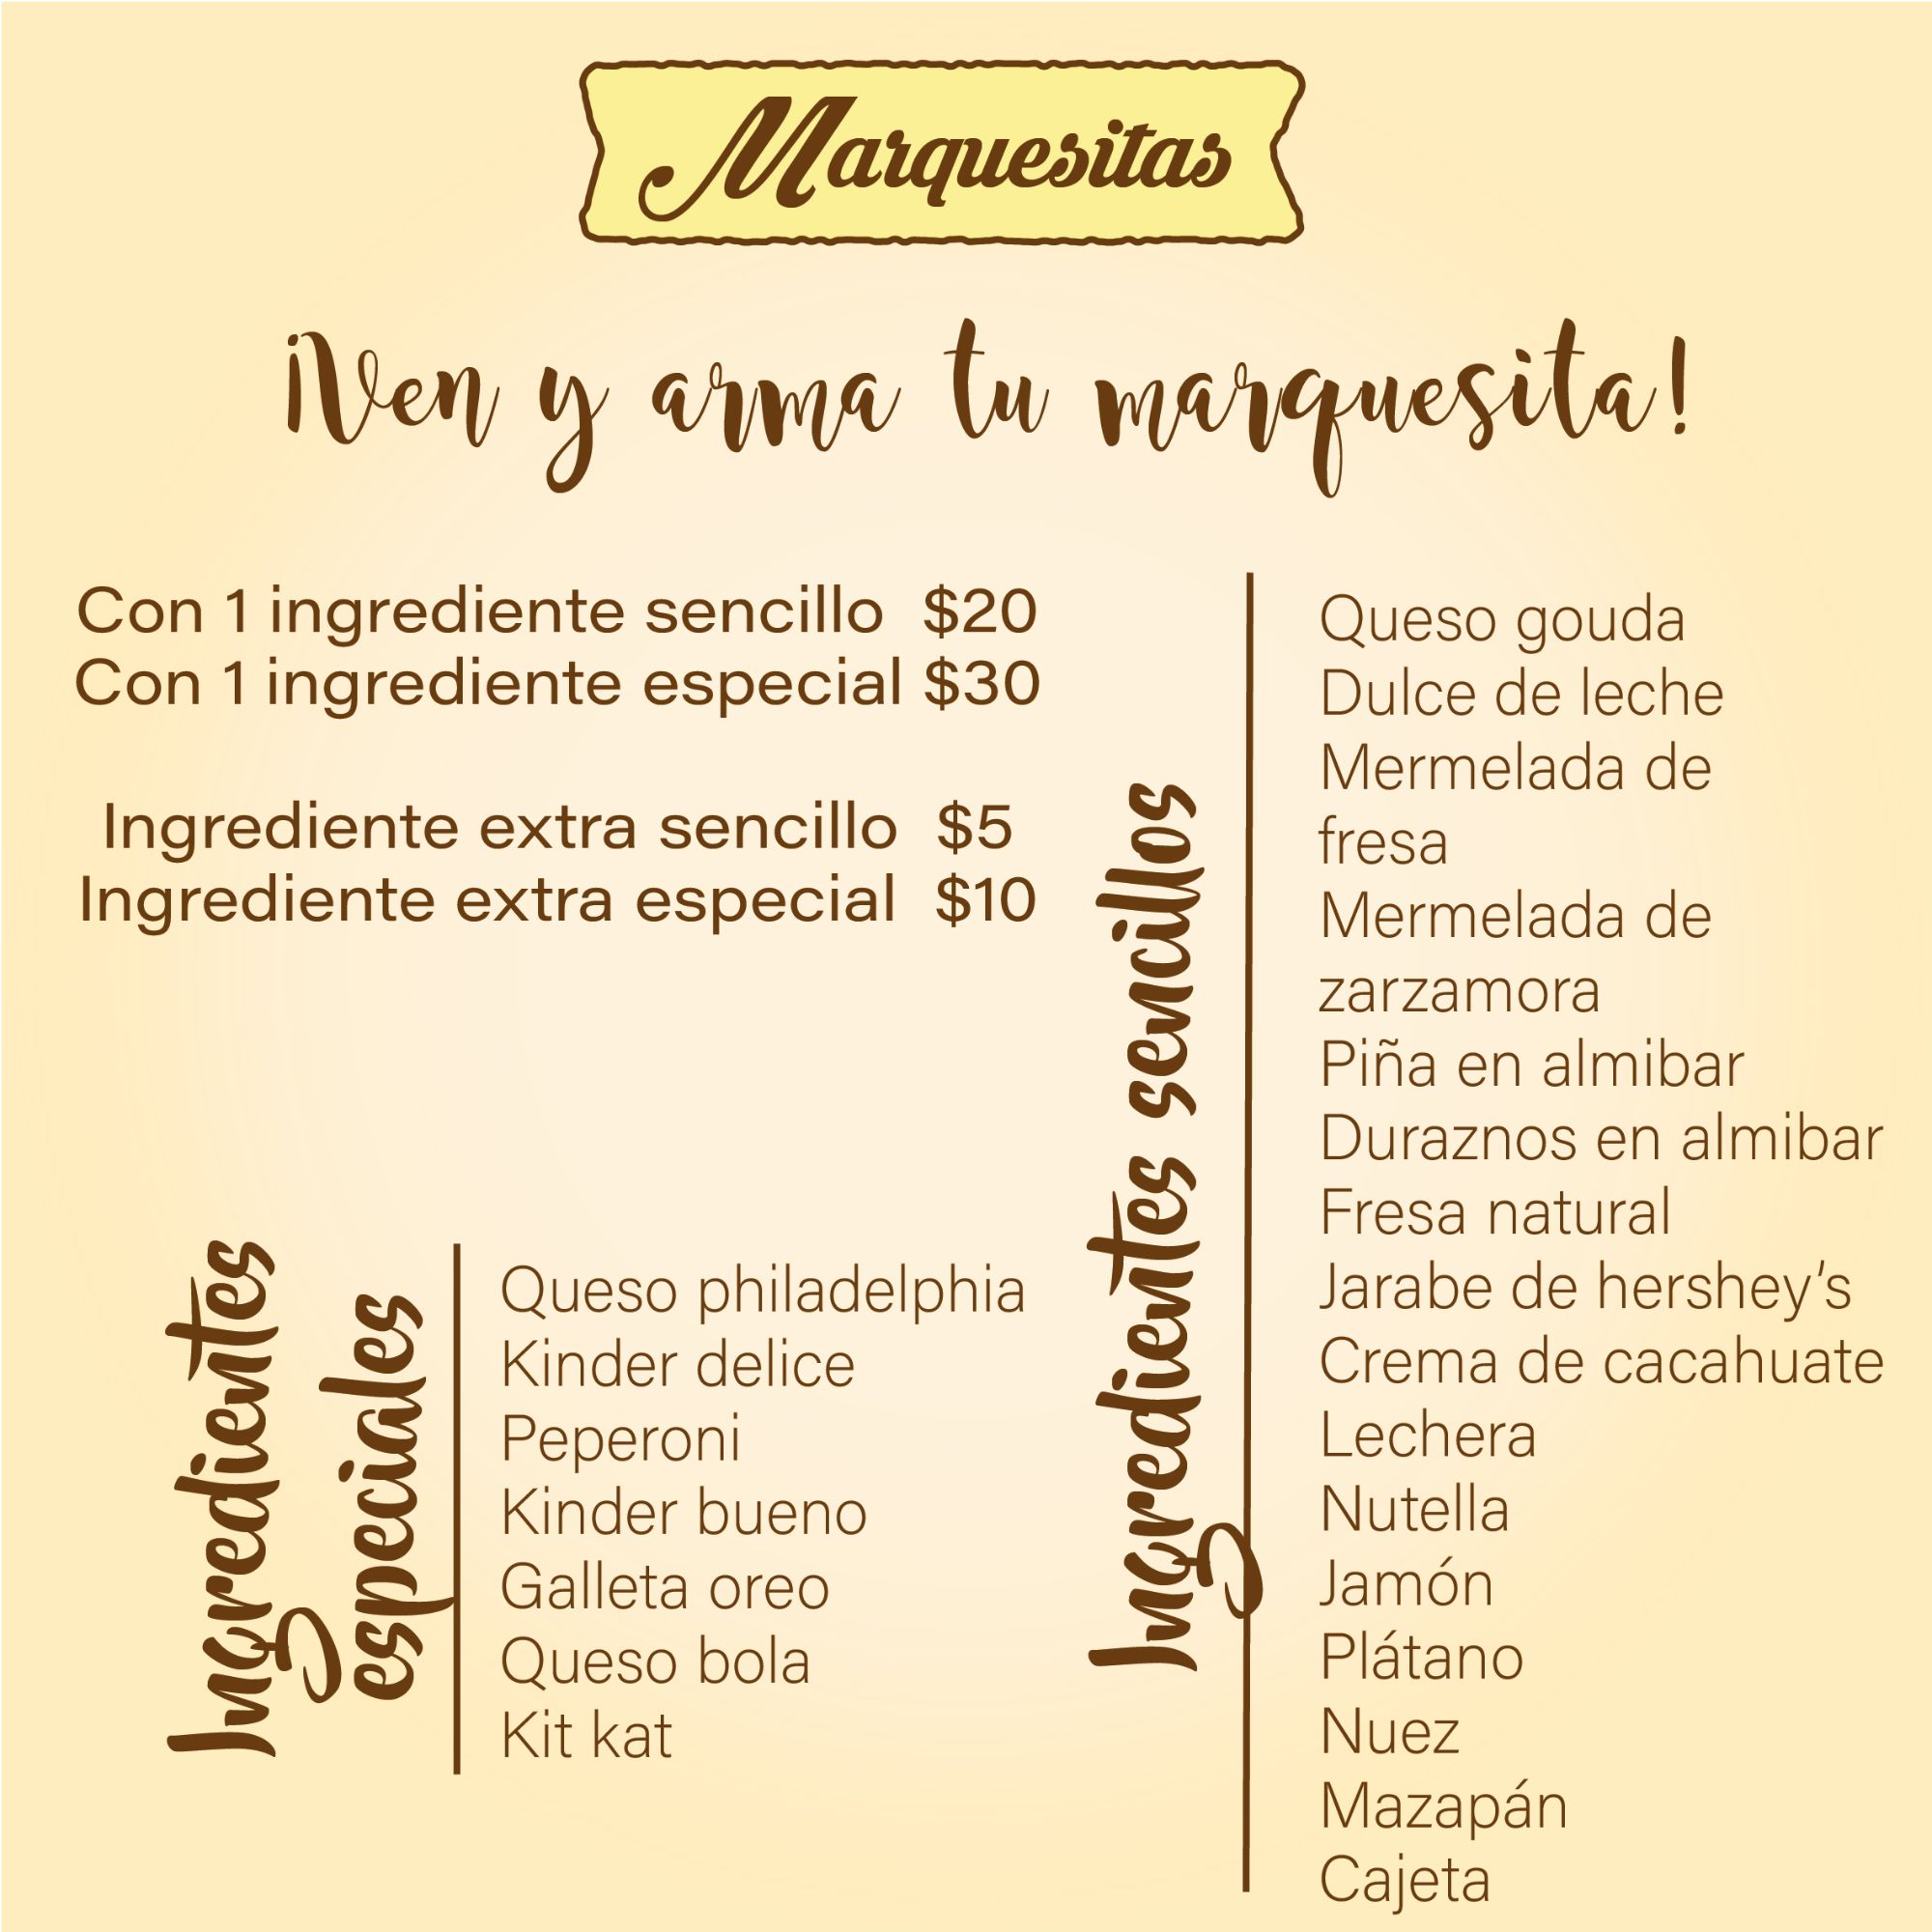 Marquesitas
¡Ven y arma tu marquesita!
Con 1 ingrediente sencillo $20
Con 1 ingrediente especial $30
Ingrediente extra sencillo $5
Ingrediente extra especial $10
Ingredientes
especiales
Queso philadelphia
Kinder delice
Peperoni
Kinder bueno
Galleta oreo
Queso bola
Kit kat
Ingredientes sencillos
Queso gouda
Dulce de leche
Mermelada de
fresa
Mermelada de
zarzamora
Piña en almibar
Duraznos en almibar
Fresa natural
Jarabe de hershey’s
Crema de cacahuate
Lechera
Nutella
Jamón
Plátano
Nuez
Mazapán
Cajeta